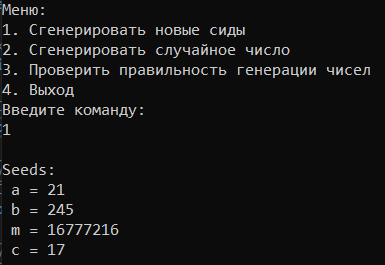 Меню:
1. Сгенерировать новые сиды
2. Сгенерировать случайное число
3. Проверить правильность генерации чисел
4. Выход
Введите команду:
1
Seeds:
a = 21
b = 245
m = 16777216
c = 17